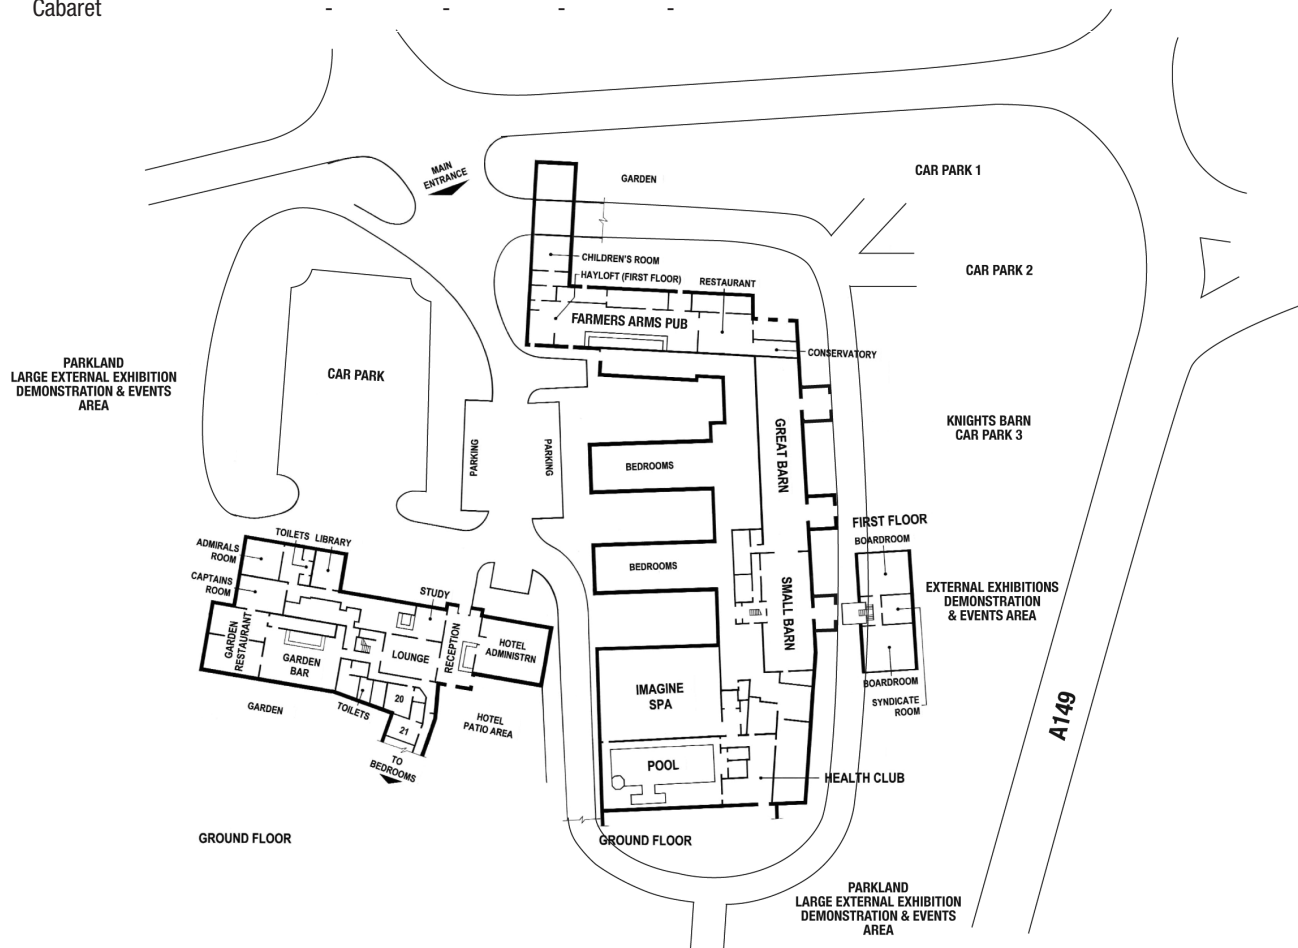 Cabaret - - - -
MAIN
ENTRANCE
GARDEN
CAR PARK 1
CHILDREN'S ROOM
HAYLOFT (FIRST FLOOR)
RESTAURANT
CAR PARK 2
FARMERS ARMS PUB
CONSERVATORY
PARKLAND
LARGE EXTERNAL EXHIBITION
DEMONSTRATION & EVENTS
AREA
CAR PARK
KNIGHTS BARN
CAR PARK 3
PARKING
PARKING
BEDROOMS
GREAT BARN
FIRST FLOOR
BOARDROOM
TOILETS
LIBRARY
ADMIRALS
ROOM
CAPTAINS
ROOM
STUDY
BEDROOMS
SMALL BARN
EXTERNAL EXHIBITIONS
DEMONSTRATION
& EVENTS AREA
GARDEN
RESTAURANT
GARDEN
BAR
LOUNGE
RECEPTION
HOTEL
ADMINISTRN
BOARDROOM
SYNDICATE
ROOM
IMAGINE
SPA
20
21
TOILETS
GARDEN
HOTEL
PATIO AREA
TO
BEDROOMS
A149
POOL
HEALTH CLUB
GROUND FLOOR
GROUND FLOOR
PARKLAND
LARGE EXTERNAL EXHIBITION
DEMONSTRATION & EVENTS
AREA